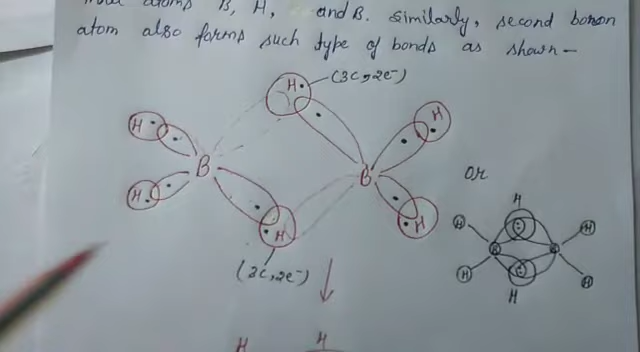 atoms B, H, and B. similarly, second boron
atom also forms such type of bonds as shown—
H (3c,2e⁻)
H H
B B or
H H
H
(3c,2e⁻)
H
H H
B B
H H
H
H H